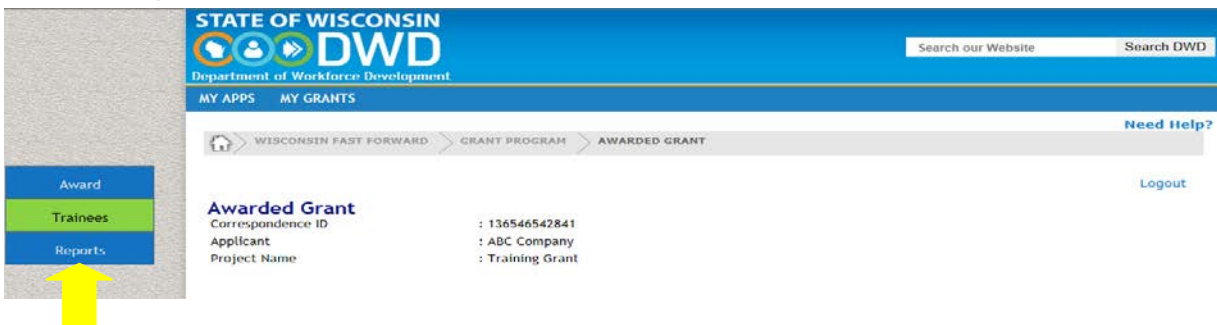 STATE OF WISCONSIN
DWD
Department of Workforce Development
Search our Website
Search DWD
MY APPS MY GRANTS
Need Help?
WISCONSIN FAST FORWARD GRANT PROGRAM AWARDED GRANT
Logout
Award
Trainees
Reports
Awarded Grant
Correspondence ID : 136546542841
Applicant : ABC Company
Project Name : Training Grant